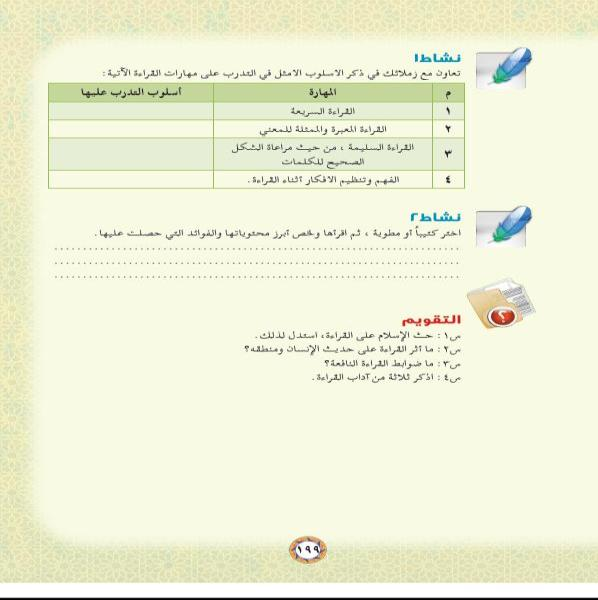 نشاط١
تعاون مع زملائك في ذكر الاسلوب الامثل في التدرب على مهارات القراءة الآتية :
م المهارة أسلوب التدرب عليها
١ القراءة السريعة
٢ القراءة المعبرة والممثلة للمعني
٣ القراءة السليمة ، من حيث مراعاة الشكل
الصحيح للكلمات
٤ الفهم وتنظيم الافكار أثناء القراءة .
نشاط٢
اختر كتيباً أو مطوية ، ثم اقرأها ولخص أبرز محتوياتها والفوائد التي حصلت عليها .
التقويم
س١ : حث الإسلام على القراءة، استدل لذلك .
س٢ : ما أثر القراءة على حديث الإنسان ومنطقه؟
س٣ : ما ضوابط القراءة النافعة؟
س٤ : اذكر ثلاثة من آداب القراءة .
١٩٩